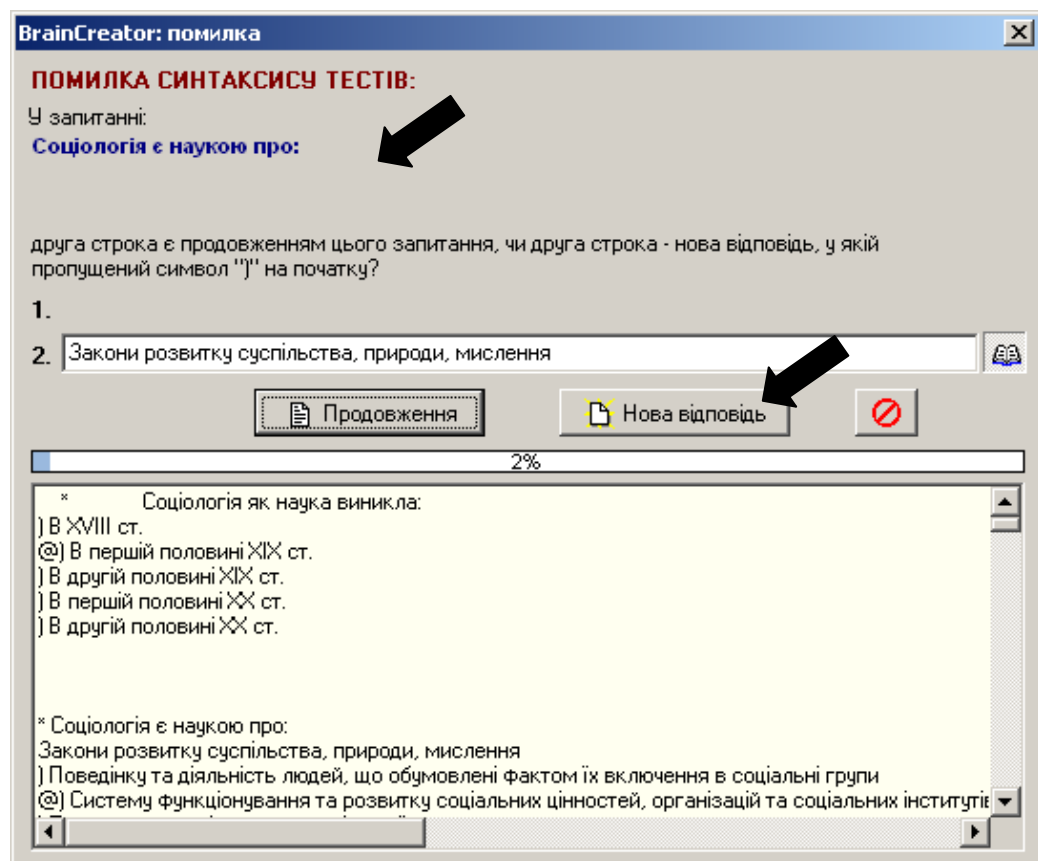 BrainCreator: помилка
ПОМИЛКА СИНТАКСИСУ ТЕСТІВ:
У запитанні:
Соціологія є наукою про:
друга строка є продовженням цього запитання, чи друга строка - нова відповідь, у якій
пропущений символ ")" на початку?
1.
2. Закони розвитку суспільства, природи, мислення
Продовження Нова відповідь
2%
* Соціологія як наука виникла:
) В XVIII ст.
@) В першій половині XIX ст.
) В другій половині XIX ст.
) В першій половині XX ст.
) В другій половині XX ст.
* Соціологія є наукою про:
Закони розвитку суспільства, природи, мислення
) Поведінку та діяльність людей, що обумовлені фактом їх включення в соціальні групи
@) Систему функціонування та розвитку соціальних цінностей, організацій та соціальних інститутів